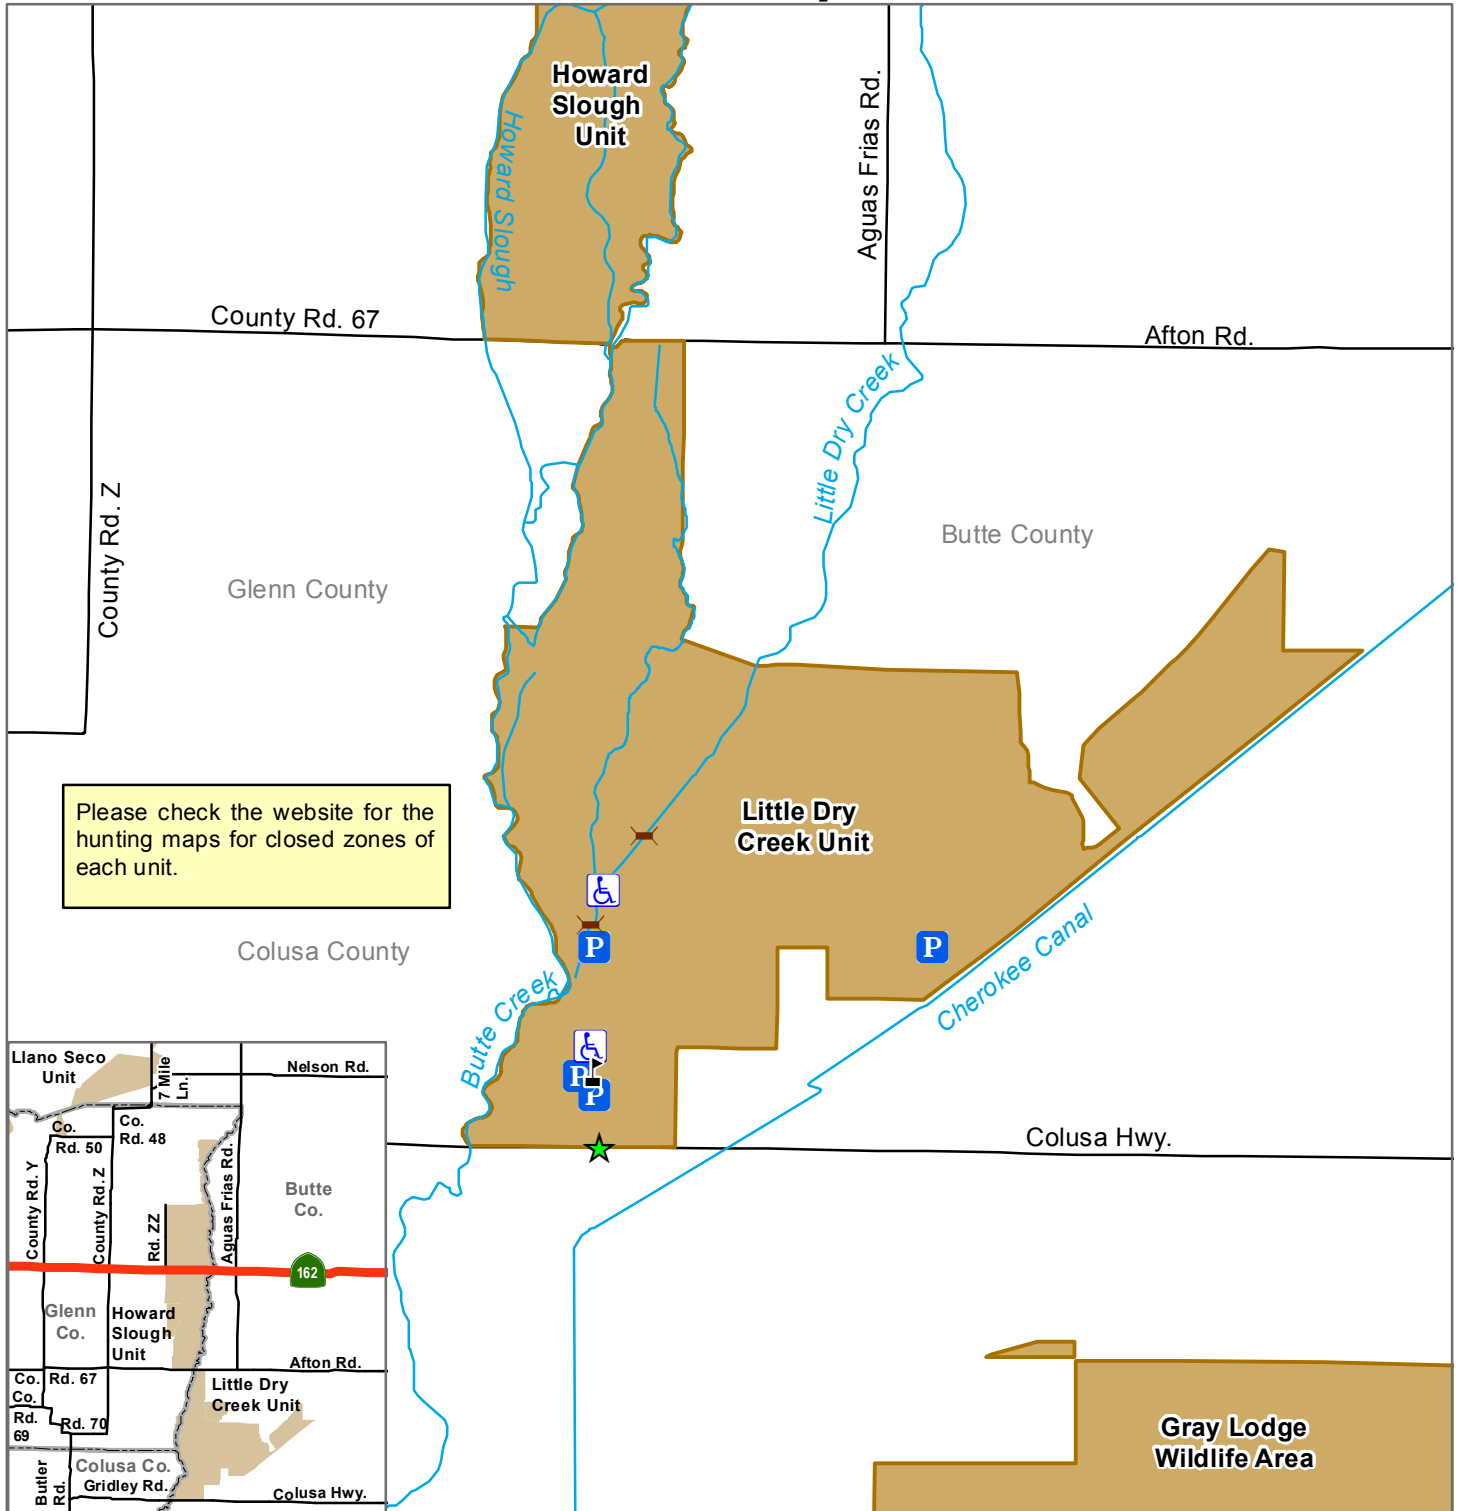 Howard
Slough
Unit
Howard Slough
Aguas Frias Rd.
County Rd. 67
Afton Rd.
Little Dry Creek
County Rd. Z
Butte County
Glenn County
Please check the website for the
hunting maps for closed zones of
each unit.
Little Dry
Creek Unit
Colusa County
P
P
Butte Creek
Cherokee Canal
P
P
Colusa Hwy.
Gray Lodge
Wildlife Area
Llano Seco
Unit
7 Mile
Ln.
Nelson Rd.
Co.
Rd. 50
Co.
Rd. 48
County Rd. Y
County Rd. Z
Rd. ZZ
Aguas Frias Rd.
Butte
Co.
162
Glenn
Co.
Howard
Slough
Unit
Afton Rd.
Co.
Rd. 67
Co.
Rd.
69
Rd. 70
Little Dry
Creek Unit
Colusa Co.
Butler
Rd.
Gridley Rd.
Colusa Hwy.